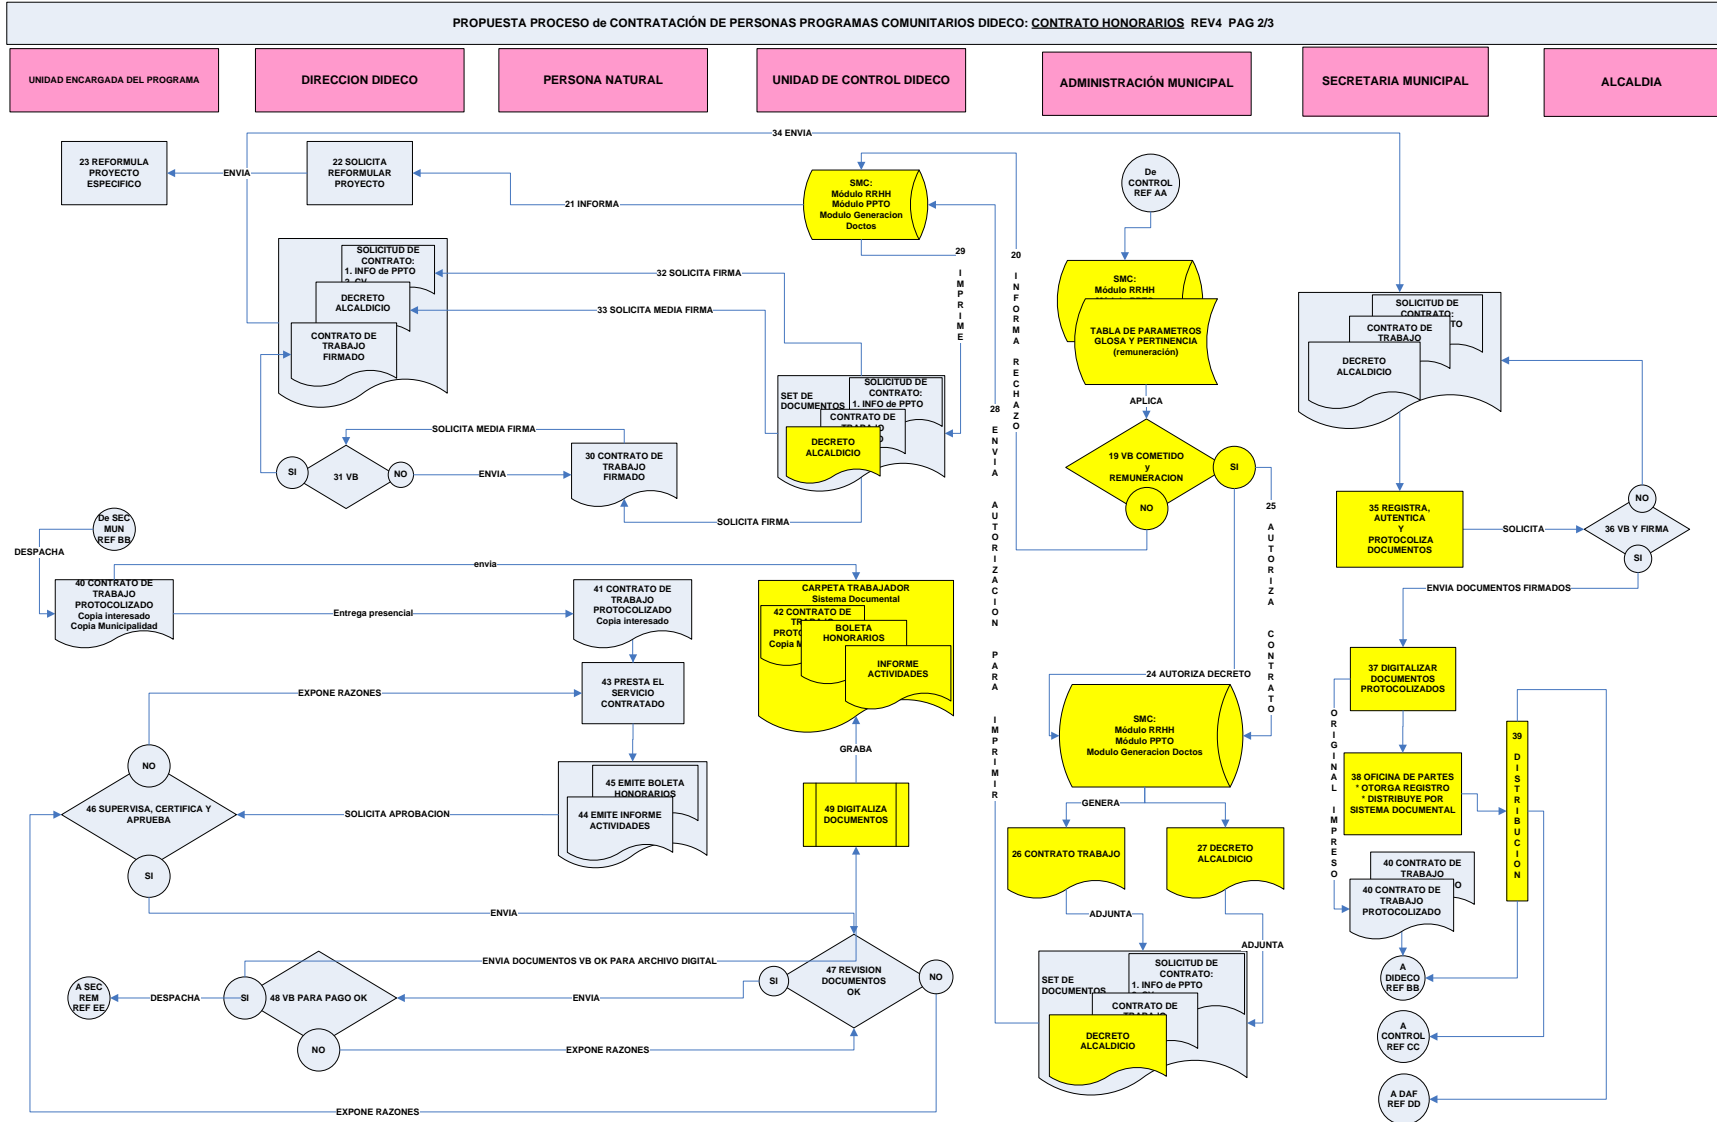 PROPUESTA PROCESO de CONTRATACIÓN DE PERSONAS PROGRAMAS COMUNITARIOS DIDECO: CONTRATO HONORARIOS REV4 PAG 2/3
UNIDAD ENCARGADA DEL PROGRAMA
DIRECCION DIDECO
PERSONA NATURAL
UNIDAD DE CONTROL DIDECO
ADMINISTRACIÓN MUNICIPAL
SECRETARIA MUNICIPAL
ALCALDIA
34 ENVIA
23 REFORMULA
PROYECTO
ESPECIFICO
ENVIA
22 SOLICITA
REFORMULAR
PROYECTO
21 INFORMA
SMC:
Módulo RRHH
Módulo PPTO
Modulo Generacion
Doctos
De
CONTROL
REF AA
29 IMPRIME
20 INFORMA RECHAZO
28 ENVIA AUTORIZACION PARA IMPRIMIR
SOLICITUD DE
CONTRATO:
1. INFO de PPTO
DECRETO
ALCALDICIO
CONTRATO DE
TRABAJO
FIRMADO
32 SOLICITA FIRMA
33 SOLICITA MEDIA FIRMA
SMC:
Módulo RRHH
TABLA DE PARAMETROS
GLOSA Y PERTINENCIA
(remuneración)
APLICA
SOLICITUD DE
CONTRATO:
CONTRATO DE
TRABAJO
DECRETO
ALCALDICIO
SET DE
DOCUMENTOS
SOLICITUD DE
CONTRATO:
1. INFO de PPTO
CONTRATO DE
DECRETO
ALCALDICIO
SOLICITA MEDIA FIRMA
SI
31 VB
NO
ENVIA
30 CONTRATO DE
TRABAJO
FIRMADO
SOLICITA FIRMA
19 VB COMETIDO
y
REMUNERACION
SI
NO
25 AUTORIZA CONTRATO
35 REGISTRA,
AUTENTICA
Y
PROTOCOLIZA
DOCUMENTOS
SOLICITA
NO
36 VB Y FIRMA
SI
ENVIA DOCUMENTOS FIRMADOS
De SEC
MUN
REF BB
DESPACHA
40 CONTRATO DE
TRABAJO
PROTOCOLIZADO
Copia interesado
Copia Municipalidad
envia
Entrega presencial
41 CONTRATO DE
TRABAJO
PROTOCOLIZADO
Copia interesado
CARPETA TRABAJADOR
Sistema Documental
42 CONTRATO DE
BOLETA
HONORARIOS
INFORME
ACTIVIDADES
EXPONE RAZONES
43 PRESTA EL
SERVICIO
CONTRATADO
24 AUTORIZA DECRETO
SMC:
Módulo RRHH
Módulo PPTO
Modulo Generacion Doctos
37 DIGITALIZAR
DOCUMENTOS
PROTOCOLIZADOS
ORIGINAL IMPRESO
39 DISTRIBUCION
GRABA
NO
46 SUPERVISA, CERTIFICA Y
APRUEBA
SI
SOLICITA APROBACION
45 EMITE BOLETA
HONORARIOS
44 EMITE INFORME
ACTIVIDADES
49 DIGITALIZA
DOCUMENTOS
GENERA
38 OFICINA DE PARTES
* OTORGA REGISTRO
* DISTRIBUYE POR
SISTEMA DOCUMENTAL
26 CONTRATO TRABAJO
27 DECRETO
ALCALDICIO
40 CONTRATO DE
TRABAJO
40 CONTRATO DE
TRABAJO
PROTOCOLIZADO
ENVIA
ADJUNTA
ADJUNTA
ENVIA DOCUMENTOS VB OK PARA ARCHIVO DIGITAL
A SEC
REM
REF EE
DESPACHA
SI
48 VB PARA PAGO OK
NO
ENVIA
SI
47 REVISION
DOCUMENTOS
OK
NO
EXPONE RAZONES
SET DE
DOCUMENTOS
SOLICITUD DE
CONTRATO:
1. INFO de PPTO
CONTRATO DE
DECRETO
ALCALDICIO
A
DIDECO
REF BB
A
CONTROL
REF CC
A DAF
REF DD
EXPONE RAZONES